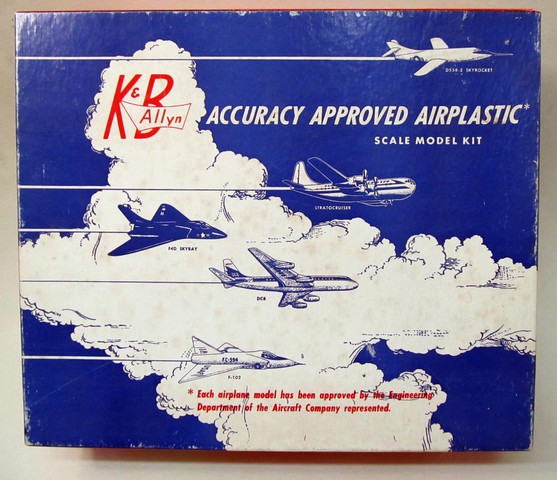 D558-2 SKYROCKET
K&B
Allyn
ACCURACY APPROVED AIRPLASTIC*
SCALE MODEL KIT
STRATOCRUISER
F4D SKYRAY
DC8
FC-594
F-102
* Each airplane model has been approved by the Engineering
Department of the Aircraft Company represented.